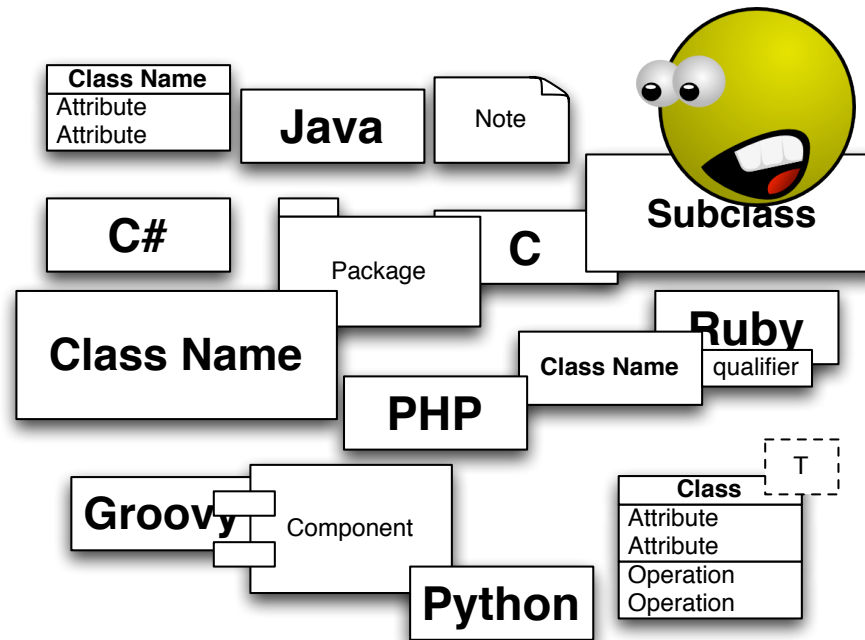 Class Name
Attribute
Attribute
Java
Note
Subclass
C#
Package
C
Class Name
Ruby
Class Name
qualifier
PHP
T
Class
Attribute
Attribute
Operation
Operation
Groovy
Component
Python